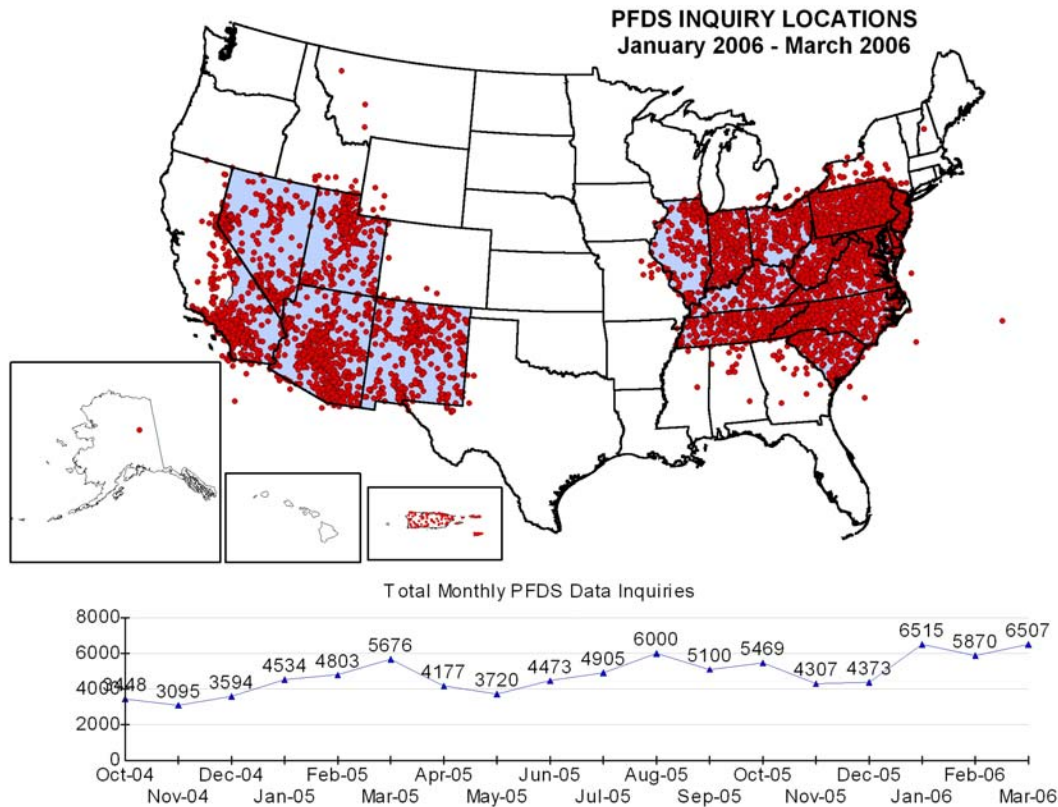 PFDS INQUIRY LOCATIONS
January 2006 - March 2006
Total Monthly PFDS Data Inquiries
8000
6000
4000
2000
0
3448
3095
3594
4534
4803
5676
4177
3720
4473
4905
6000
5100
5469
4307
4373
6515
5870
6507
Oct-04
Nov-04
Dec-04
Jan-05
Feb-05
Mar-05
Apr-05
May-05
Jun-05
Jul-05
Aug-05
Sep-05
Oct-05
Nov-05
Dec-05
Jan-06
Feb-06
Mar-06